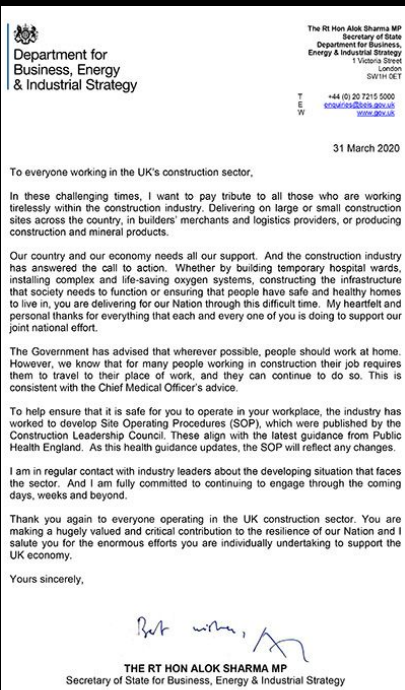 Department for
Business, Energy
& Industrial Strategy
The Rt Hon Alok Sharma MP
Secretary of State
Department for Business,
Energy & Industrial Strategy
1 Victoria Street
London
SW1H 0ET
T +44 (0) 20 7215 5000
E enquiries@beis.gov.uk
W www.gov.uk
31 March 2020
To everyone working in the UK's construction sector,
In these challenging times, I want to pay tribute to all those who are working
tirelessly within the construction industry. Delivering on large or small construction
sites across the country, in builders' merchants and logistics providers, or producing
construction and mineral products.
Our country and our economy needs all our support. And the construction industry
has answered the call to action. Whether by building temporary hospital wards,
installing complex and life-saving oxygen systems, constructing the infrastructure
that society needs to function or ensuring that people have safe and healthy homes
to live in, you are delivering for our Nation through this difficult time. My heartfelt and
personal thanks for everything that each and every one of you is doing to support our
joint national effort.
The Government has advised that wherever possible, people should work at home.
However, we know that for many people working in construction their job requires
them to travel to their place of work, and they can continue to do so. This is
consistent with the Chief Medical Officer's advice.
To help ensure that it is safe for you to operate in your workplace, the industry has
worked to develop Site Operating Procedures (SOP), which were published by the
Construction Leadership Council. These align with the latest guidance from Public
Health England. As this health guidance updates, the SOP will reflect any changes.
I am in regular contact with industry leaders about the developing situation that faces
the sector. And I am fully committed to continuing to engage through the coming
days, weeks and beyond.
Thank you again to everyone operating in the UK construction sector. You are
making a hugely valued and critical contribution to the resilience of our Nation and I
salute you for the enormous efforts you are individually undertaking to support the
UK economy.
Yours sincerely,
Best wishes,
THE RT HON ALOK SHARMA MP
Secretary of State for Business, Energy & Industrial Strategy